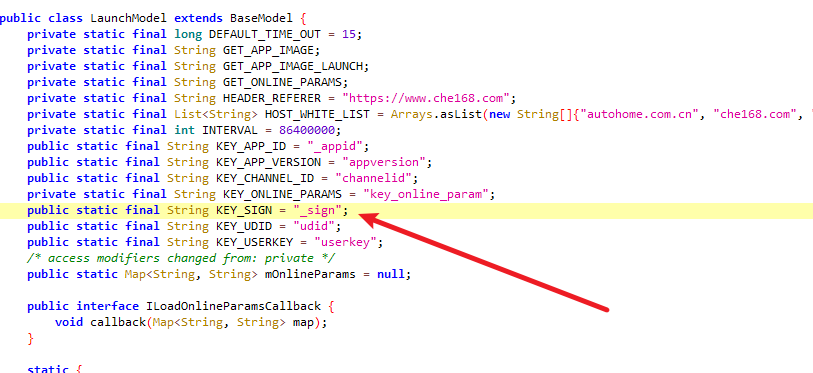 public class LaunchModel extends BaseModel {
private static final long DEFAULT_TIME_OUT = 15;
private static final String GET_APP_IMAGE;
private static final String GET_APP_IMAGE_LAUNCH;
private static final String GET_ONLINE_PARAMS;
private static final String HEADER_REFERER = "https://www.che168.com";
private static final List<String> HOST_WHITE_LIST = Arrays.asList(new String[]{"autohome.com.cn", "che168.com", "
private static final int INTERVAL = 86400000;
public static final String KEY_APP_ID = "_appid";
public static final String KEY_APP_VERSION = "appversion";
public static final String KEY_CHANNEL_ID = "channelid";
private static final String KEY_ONLINE_PARAMS = "key_online_param";
public static final String KEY_SIGN = "_sign";
public static final String KEY_UDID = "udid";
public static final String KEY_USERKEY = "userkey";
/* access modifiers changed from: private */
public static Map<String, String> mOnlineParams = null;
public interface ILoadOnlineParamsCallback {
void callback(Map<String, String> map);
}
static {